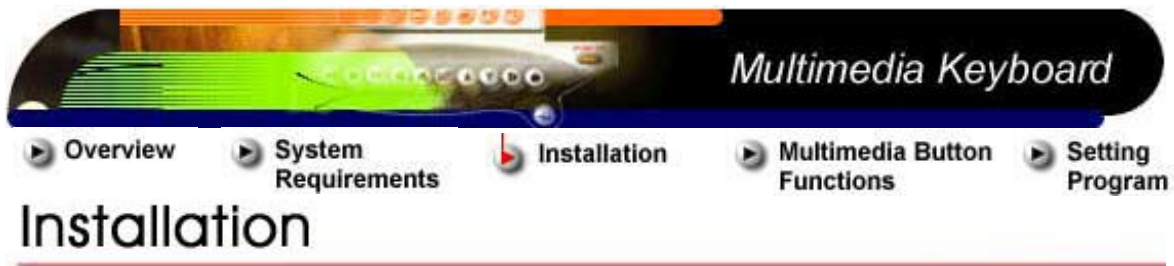 Multimedia Keyboard
Overview
System
Requirements
Installation
Multimedia Button
Functions
Setting
Program
Installation